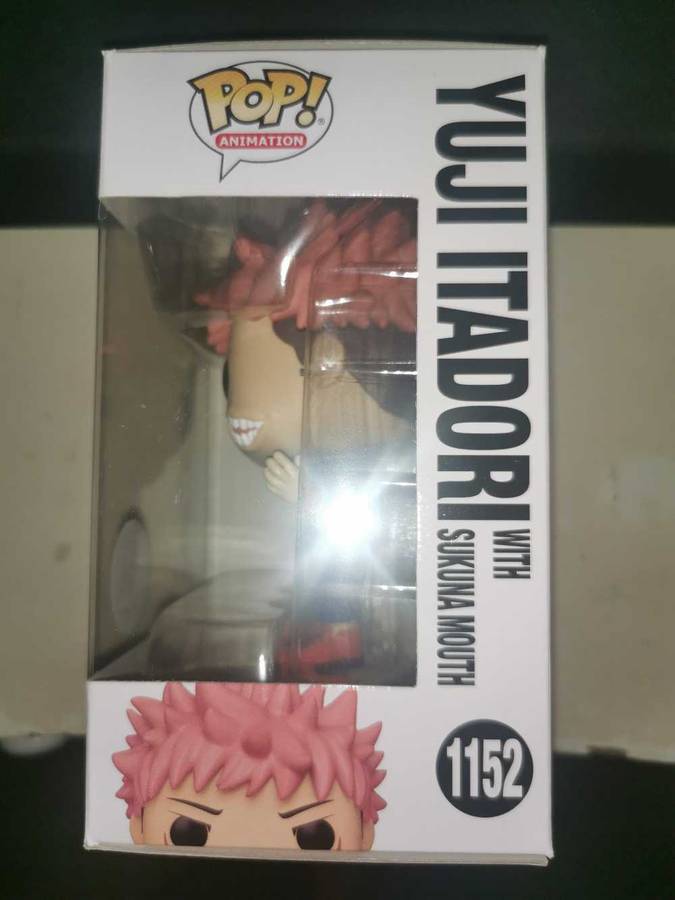 POP!
ANIMATION
YUJI ITADORI WITH
SUKUNA MOUTH
1152